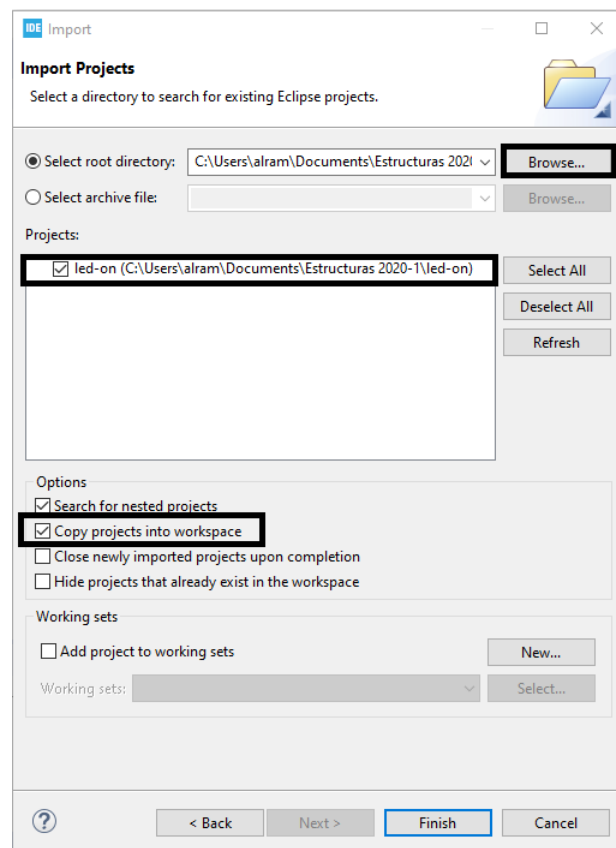 IDE Import
Import Projects
Select a directory to search for existing Eclipse projects.
Select root directory: C:\Users\alram\Documents\Estructuras 202 Browse...
Select archive file: Browse...
Projects:
led-on (C:\Users\alram\Documents\Estructuras 2020-1\led-on)
Select All
Deselect All
Refresh
Options
Search for nested projects
Copy projects into workspace
Close newly imported projects upon completion
Hide projects that already exist in the workspace
Working sets
Add project to working sets New...
Working sets: Select...
? < Back Next > Finish Cancel